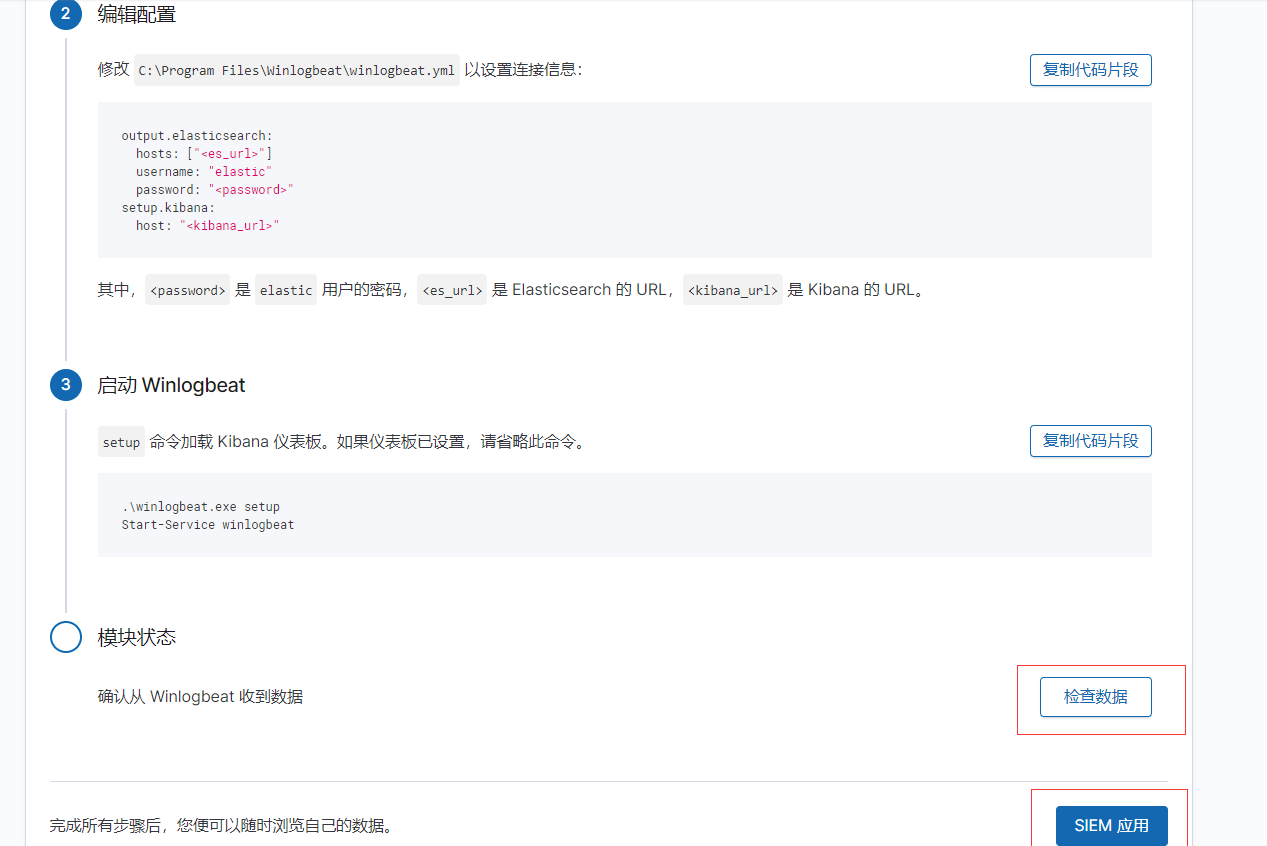 2 编辑配置
修改 C:\Program Files\Winlogbeat\winlogbeat.yml 以设置连接信息：
复制代码片段
output.elasticsearch:
  hosts: ["<es_url>"]
  username: "elastic"
  password: "<password>"
setup.kibana:
  host: "<kibana_url>"
其中，<password> 是 elastic 用户的密码，<es_url> 是 Elasticsearch 的 URL，<kibana_url> 是 Kibana 的 URL。
3 启动 Winlogbeat
setup 命令加载 Kibana 仪表板。如果仪表板已设置，请省略此命令。
复制代码片段
.\winlogbeat.exe setup
Start-Service winlogbeat
模块状态
确认从 Winlogbeat 收到数据
检查数据
完成所有步骤后，您便可以随时浏览自己的数据。
SIEM 应用